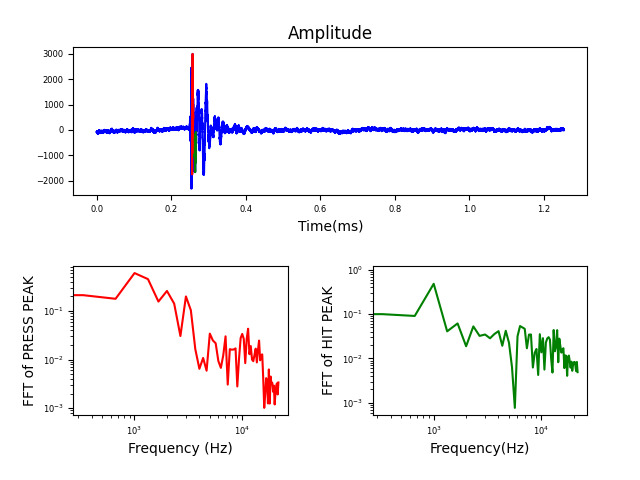 Amplitude
3000
2000
1000
0
−1000
−2000
0.0 0.2 0.4 0.6 0.8 1.0 1.2
Time(ms)
FFT of PRESS PEAK
10⁻¹
10⁻²
10⁻³
10³ 10⁴
Frequency (Hz)
FFT of HIT PEAK
10⁰
10⁻¹
10⁻²
10⁻³
10³ 10⁴
Frequency(Hz)